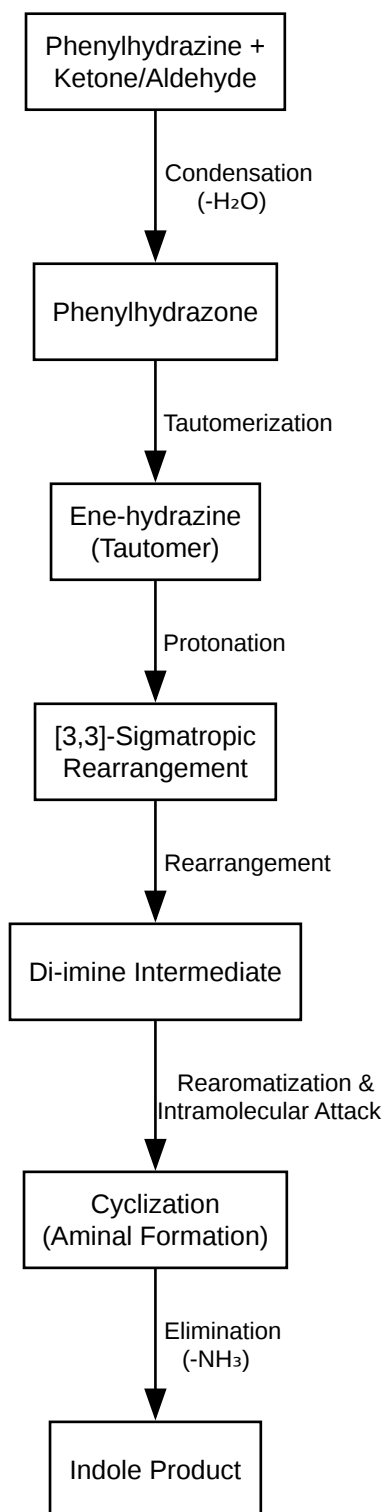 Phenylhydrazine +
Ketone/Aldehyde
Condensation
(-H₂O)
Phenylhydrazone
Tautomerization
Ene-hydrazine
(Tautomer)
Protonation
[3,3]-Sigmatropic
Rearrangement
Rearrangement
Di-imine Intermediate
Rearomatization &
Intramolecular Attack
Cyclization
(Aminal Formation)
Elimination
(-NH₃)
Indole Product